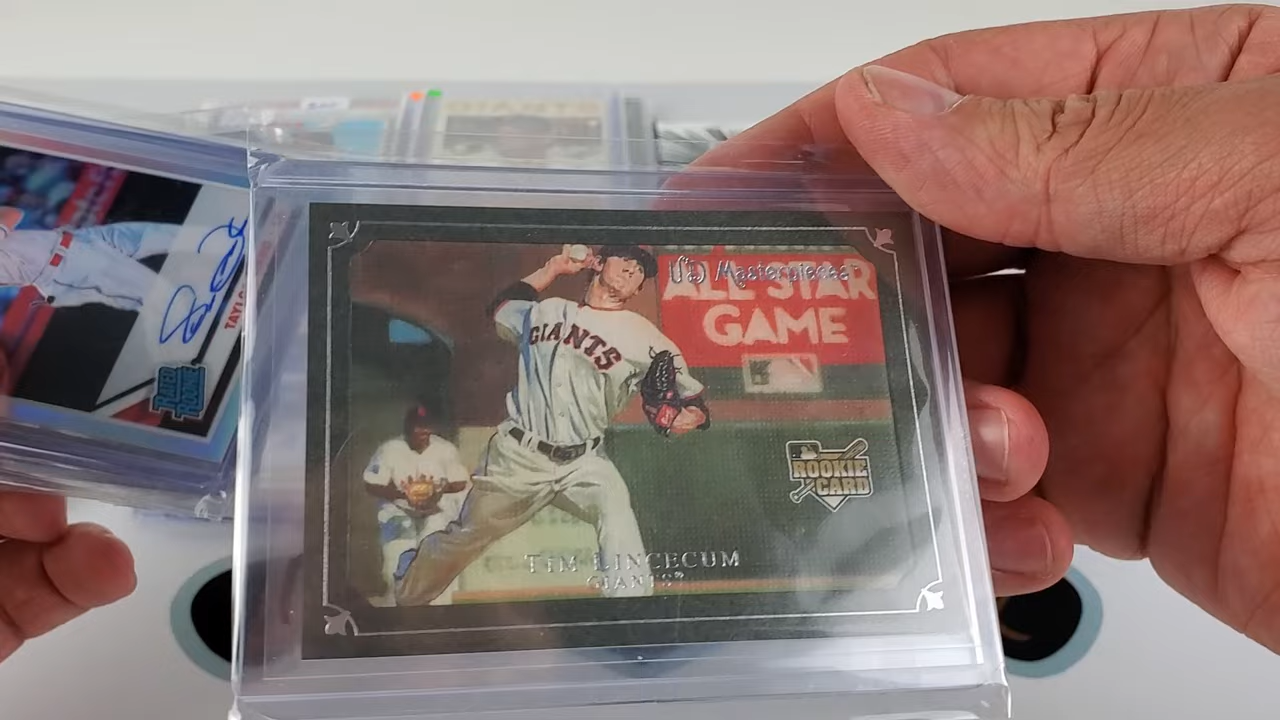 UD Masterpieces
ALL STAR
GAME
GIANTS
ROOKIE
CARD
TIM LINCECUM
GIANTS®
TAYLO
RATED
ROOKIE